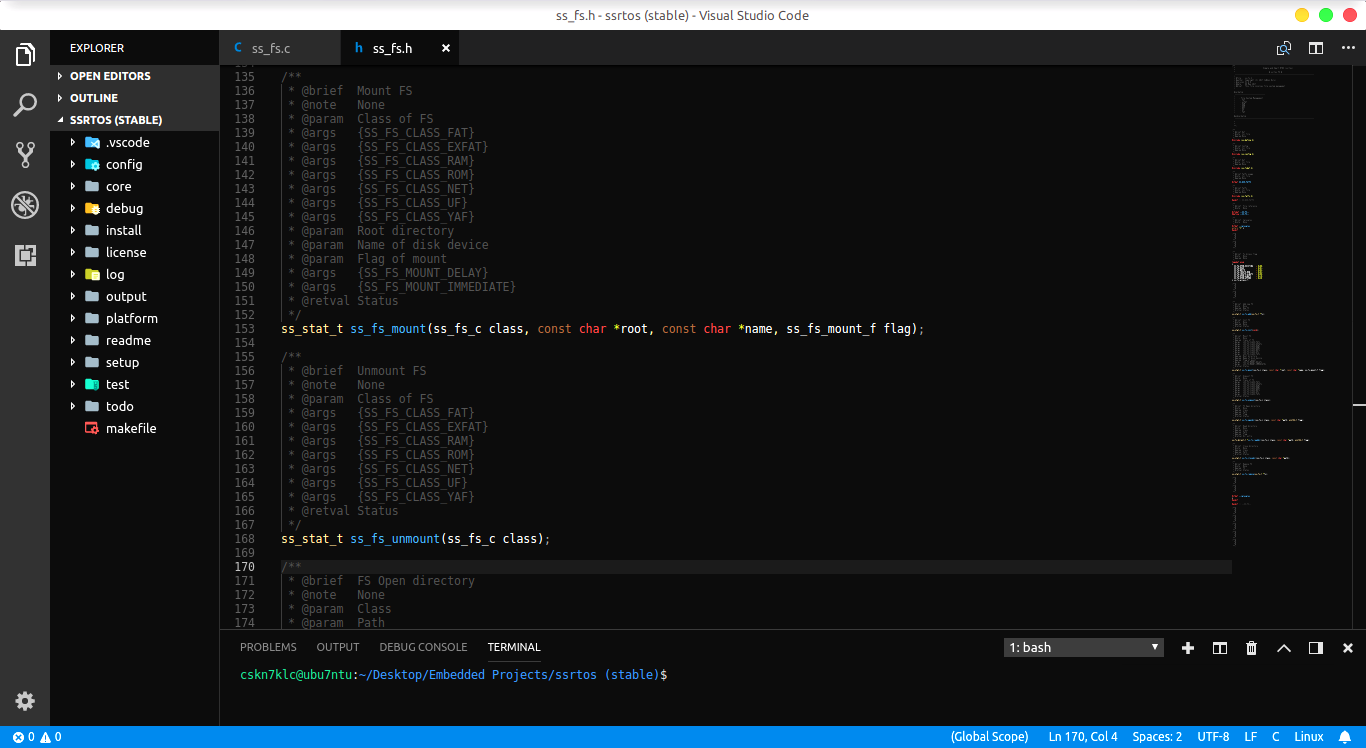 ss_fs.h - ssrtos (stable) - Visual Studio Code
EXPLORER
OPEN EDITORS
OUTLINE
SSRTOS (STABLE)
.vscode
config
core
debug
install
license
log
output
platform
readme
setup
test
todo
makefile
C ss_fs.c
h ss_fs.h
135 /**
136 * @brief Mount FS
137 * @note None
138 * @param Class of FS
139 * @args {SS_FS_CLASS_FAT}
140 * @args {SS_FS_CLASS_EXFAT}
141 * @args {SS_FS_CLASS_RAM}
142 * @args {SS_FS_CLASS_ROM}
143 * @args {SS_FS_CLASS_NET}
144 * @args {SS_FS_CLASS_UF}
145 * @args {SS_FS_CLASS_YAF}
146 * @param Root directory
147 * @param Name of disk device
148 * @param Flag of mount
149 * @args {SS_FS_MOUNT_DELAY}
150 * @args {SS_FS_MOUNT_IMMEDIATE}
151 * @retval Status
152 */
153 ss_stat_t ss_fs_mount(ss_fs_c class, const char *root, const char *name, ss_fs_mount_f flag);
154
155 /**
156 * @brief Unmount FS
157 * @note None
158 * @param Class of FS
159 * @args {SS_FS_CLASS_FAT}
160 * @args {SS_FS_CLASS_EXFAT}
161 * @args {SS_FS_CLASS_RAM}
162 * @args {SS_FS_CLASS_ROM}
163 * @args {SS_FS_CLASS_NET}
164 * @args {SS_FS_CLASS_UF}
165 * @args {SS_FS_CLASS_YAF}
166 * @retval Status
167 */
168 ss_stat_t ss_fs_unmount(ss_fs_c class);
169
170 /**
171 * @brief FS Open directory
172 * @note None
173 * @param Class
174 * @param Path
PROBLEMS OUTPUT DEBUG CONSOLE TERMINAL 1: bash
cskn7klc@ubu7ntu:~/Desktop/Embedded Projects/ssrtos (stable)$
0 0 (Global Scope) Ln 170, Col 4 Spaces: 2 UTF-8 LF C Linux